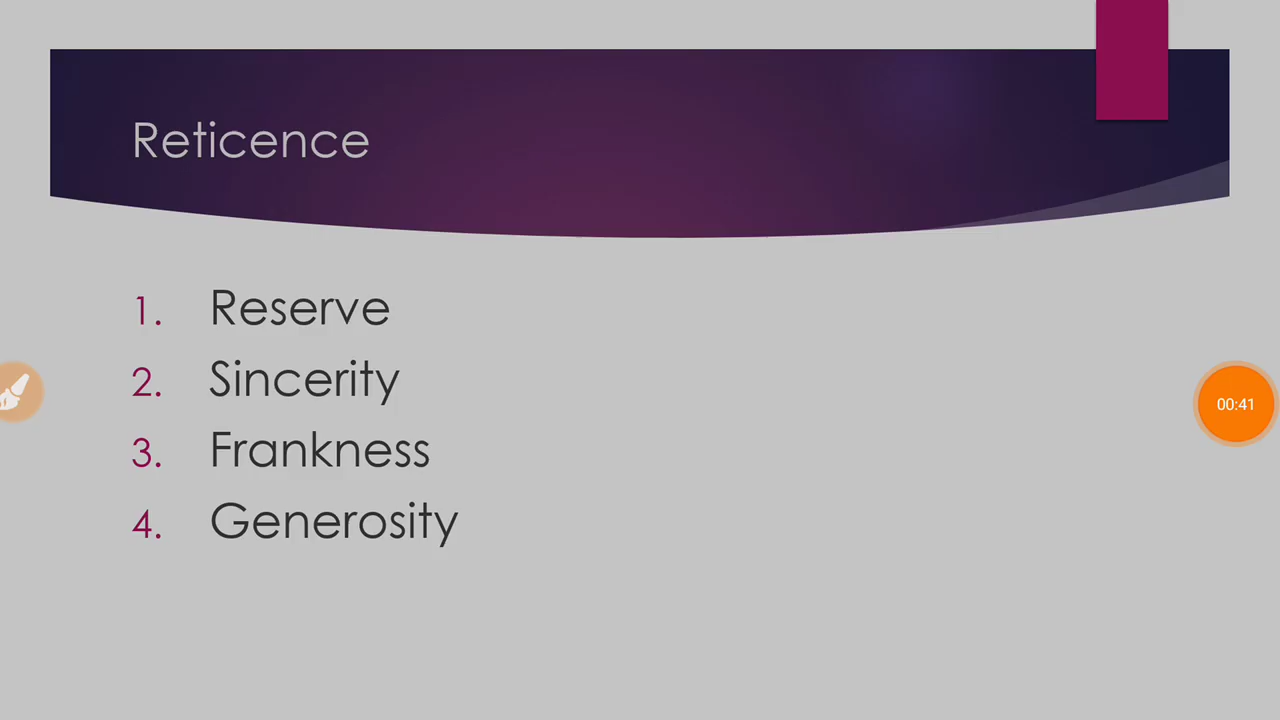 Reticence
1. Reserve
2. Sincerity
3. Frankness
4. Generosity
00:41